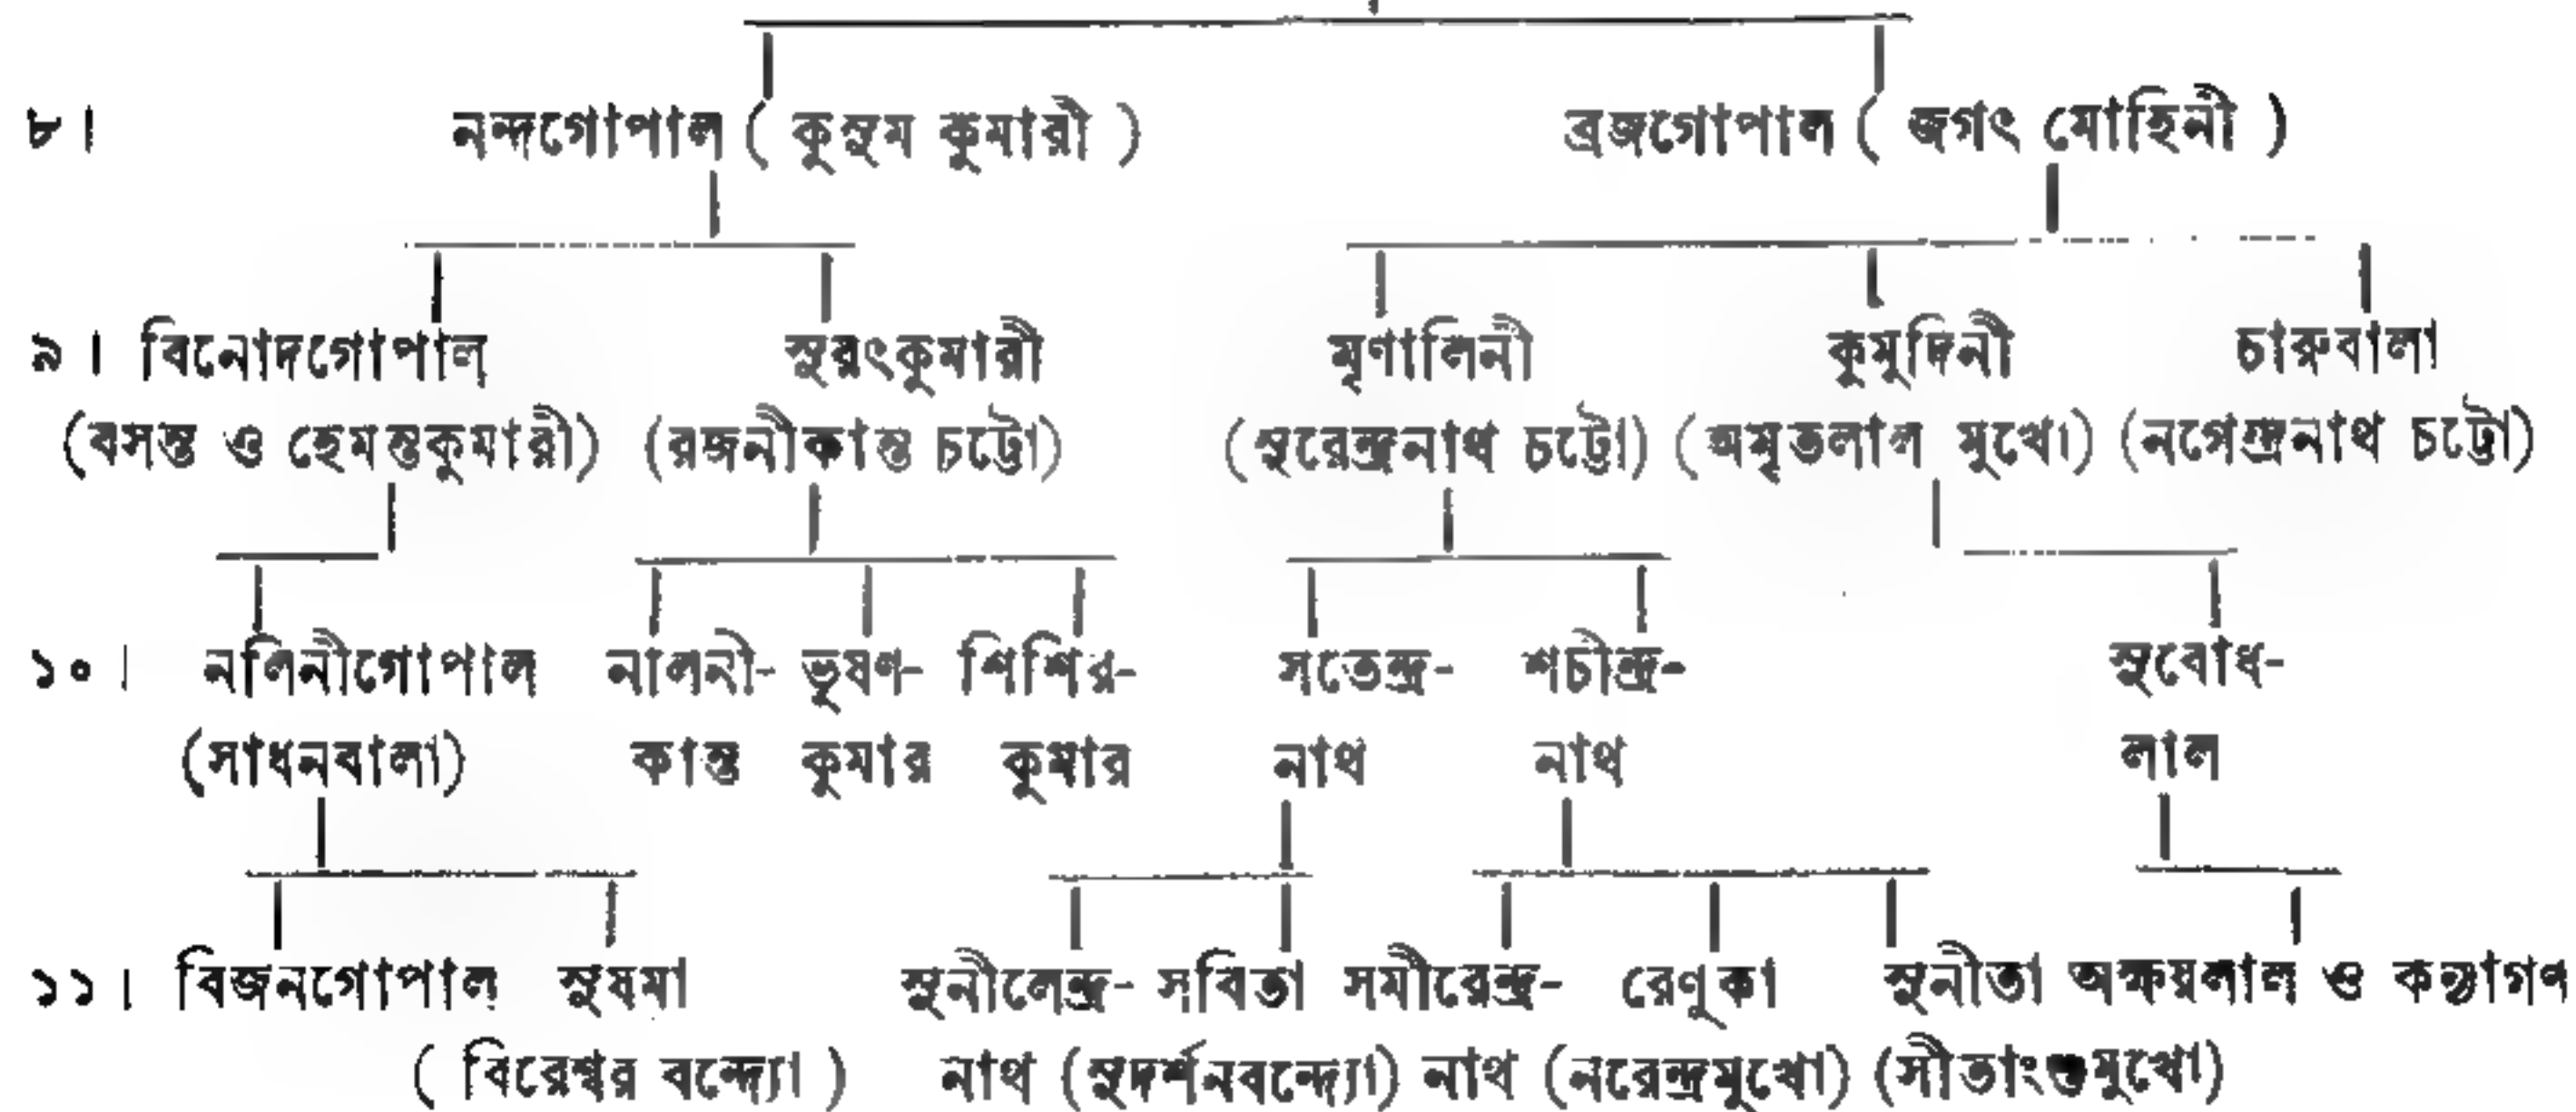 ৮। নন্দগোপাল ( কুসুম কুমারী ) ব্রজগোপাল ( জগৎ মোহিনী )
৯। বিনোদগোপাল সুরৎকুমারী মৃণালিনী কুমুদিনী চারুবালা
(বসন্ত ও হেমন্তকুমারী) (রজনীকান্ত চট্টো) (সুরেন্দ্রনাথ চট্টো) (অমৃতলাল মুখো) (নগেন্দ্রনাথ চট্টো)
১০। নলিনীগোপাল নলিনী- ভূষণ- শিশির- সতেন্দ্র- শচীন্দ্র- সুবোধ-
(সাধনবালা) কান্ত কুমার কুমার নাথ নাথ লাল
১১। বিজনগোপাল সুষমা সুনীলেন্দ্র- সবিতা সমীরেন্দ্র- রেণুকা সুনীতা অক্ষয়লাল ও কন্যাগণ
( বিরেশ্বর বন্দ্যো ) নাথ (সুদর্শনবন্দ্যো) নাথ (নরেন্দ্রমুখো) (সীতাংশুমুখো)